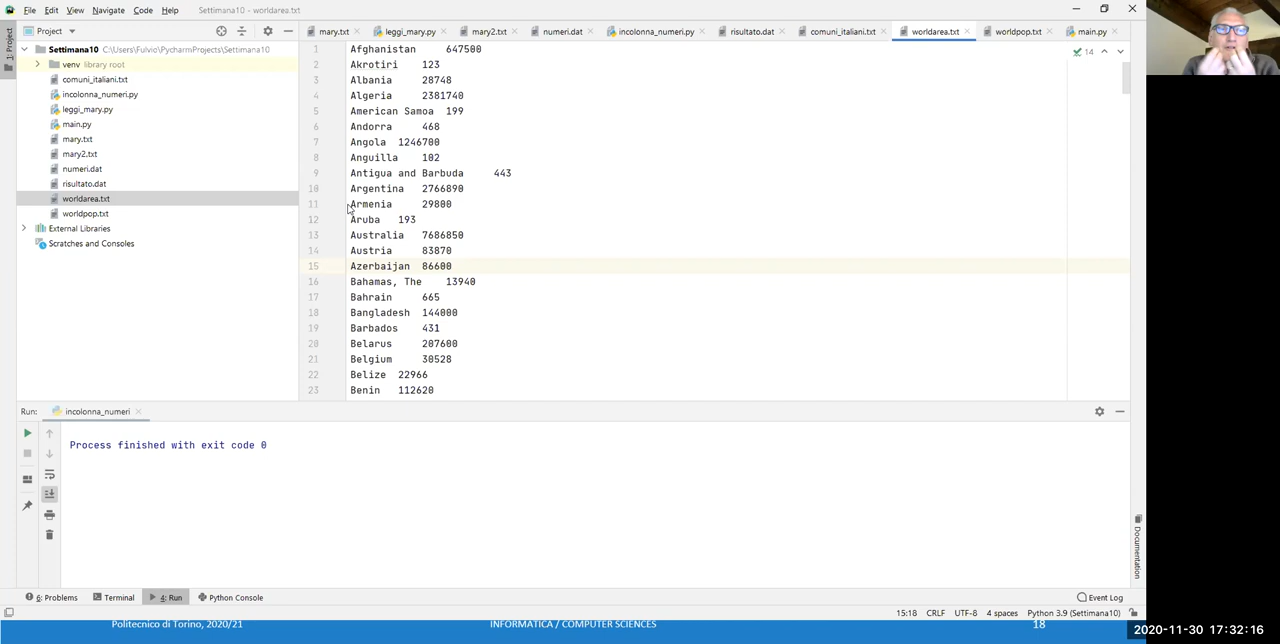 File Edit View Navigate Code Help Settimana10 - worldarea.txt
Project
mary.txt leggi_mary.py mary2.txt numeri.dat incolonna_numeri.py risultato.dat comuni_italiani.txt worldarea.txt worldpop.txt main.py
1: Project
Settimana10 C:\Users\Fulvio\PycharmProjects\Settimana10
venv library root
comuni_italiani.txt
incolonna_numeri.py
leggi_mary.py
main.py
mary.txt
mary2.txt
numeri.dat
risultato.dat
worldarea.txt
worldpop.txt
External Libraries
Scratches and Consoles
1 Afghanistan 647500
2 Akrotiri 123
3 Albania 28748
4 Algeria 2381740
5 American Samoa 199
6 Andorra 468
7 Angola 1246700
8 Anguilla 102
9 Antigua and Barbuda 443
10 Argentina 2766890
11 Armenia 29800
12 Aruba 193
13 Australia 7686850
14 Austria 83870
15 Azerbaijan 86600
16 Bahamas, The 13940
17 Bahrain 665
18 Bangladesh 144000
19 Barbados 431
20 Belarus 207600
21 Belgium 30528
22 Belize 22966
23 Benin 112620
14
Run: incolonna_numeri
Process finished with exit code 0
Documentation
6: Problems Terminal 4: Run Python Console Event Log
15:18 CRLF UTF-8 4 spaces Python 3.9 (Settimana10)
Politecnico di Torino, 2020/21 INFORMATICA / COMPUTER SCIENCES 18
2020-11-30 17:32:16